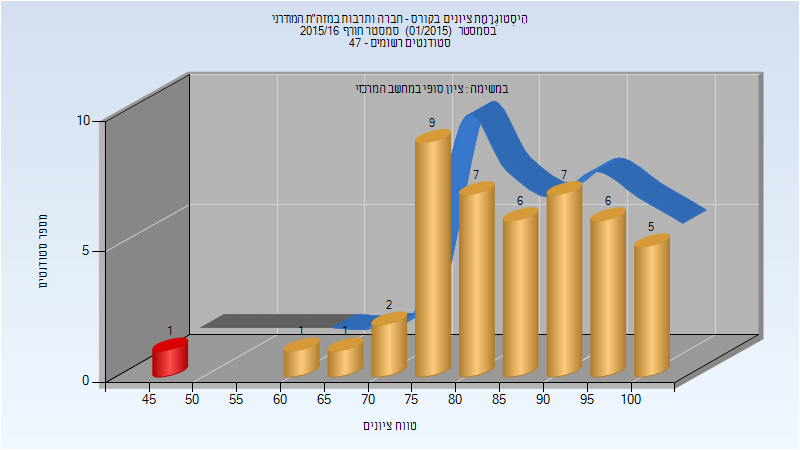 היסטוגרמת ציונים בקורס - חברה ותרבות במזה"ת המודרני
בסמסטר (01/2015) סמסטר חורף 2015/16
סטודנטים רשומים - 47
במשימה : ציון סופי במחשב המרכזי
10
5
0
מספר סטודנטים
1
1
1
2
9
7
6
7
6
5
45 50 55 60 65 70 75 80 85 90 95 100
טווח ציונים